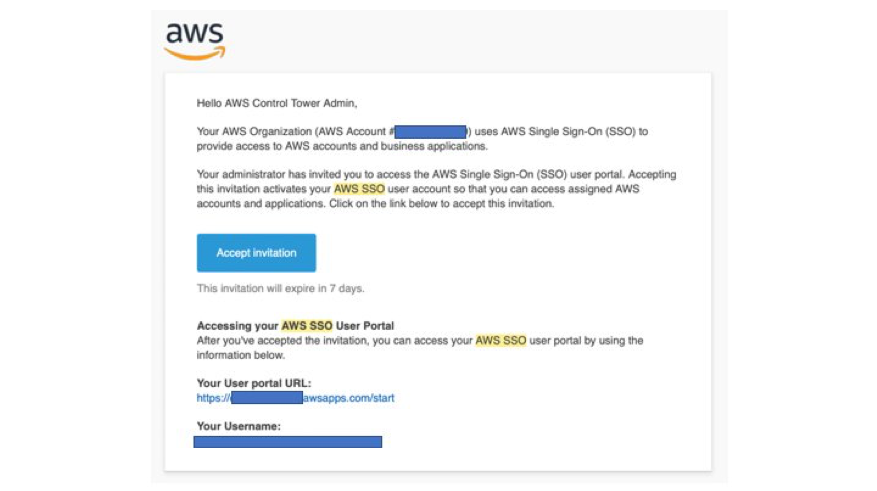 aws
Hello AWS Control Tower Admin,
Your AWS Organization (AWS Account # ) uses AWS Single Sign-On (SSO) to
provide access to AWS accounts and business applications.
Your administrator has invited you to access the AWS Single Sign-On (SSO) user portal. Accepting
this invitation activates your AWS SSO user account so that you can access assigned AWS
accounts and applications. Click on the link below to accept this invitation.
Accept invitation
This invitation will expire in 7 days.
Accessing your AWS SSO User Portal
After you've accepted the invitation, you can access your AWS SSO user portal by using the
information below.
Your User portal URL:
https:// awsapps.com/start
Your Username: